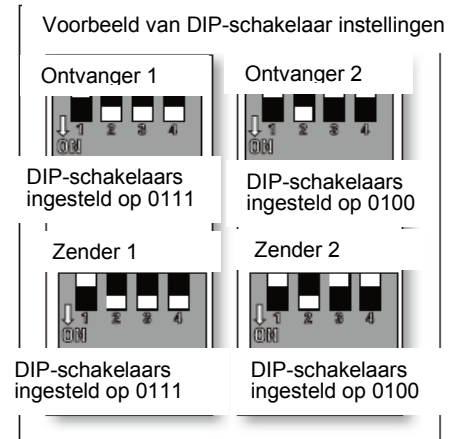 Voorbeeld van DIP-schakelaar instellingen
Ontvanger 1
Ontvanger 2
1 2 3 4
ON
1 2 3 4
ON
DIP-schakelaars
ingesteld op 0111
DIP-schakelaars
ingesteld op 0100
Zender 1
Zender 2
1 2 3 4
ON
1 2 3 4
ON
DIP-schakelaars
ingesteld op 0111
DIP-schakelaars
ingesteld op 0100